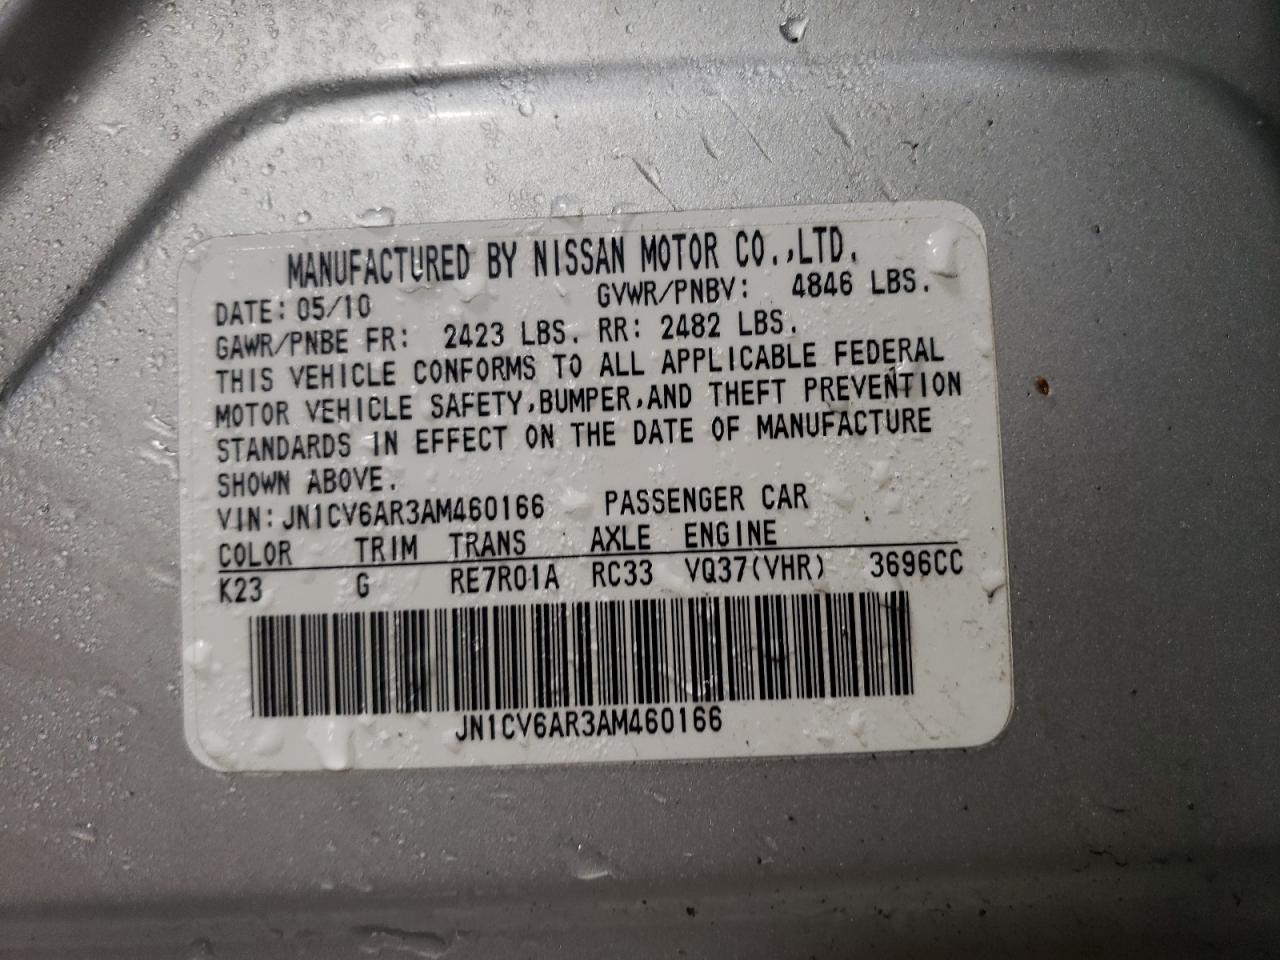 MANUFACTURED BY NISSAN MOTOR CO.,LTD.
DATE: 05/10 GVWR/PNBV: 4846 LBS.
GAWR/PNBE FR: 2423 LBS. RR: 2482 LBS.
THIS VEHICLE CONFORMS TO ALL APPLICABLE FEDERAL
MOTOR VEHICLE SAFETY,BUMPER,AND THEFT PREVENTION
STANDARDS IN EFFECT ON THE DATE OF MANUFACTURE
SHOWN ABOVE.
VIN: JN1CV6AR3AM460166 PASSENGER CAR
COLOR TRIM TRANS AXLE ENGINE
K23 G RE7R01A RC33 VQ37(VHR) 3696CC
JN1CV6AR3AM460166